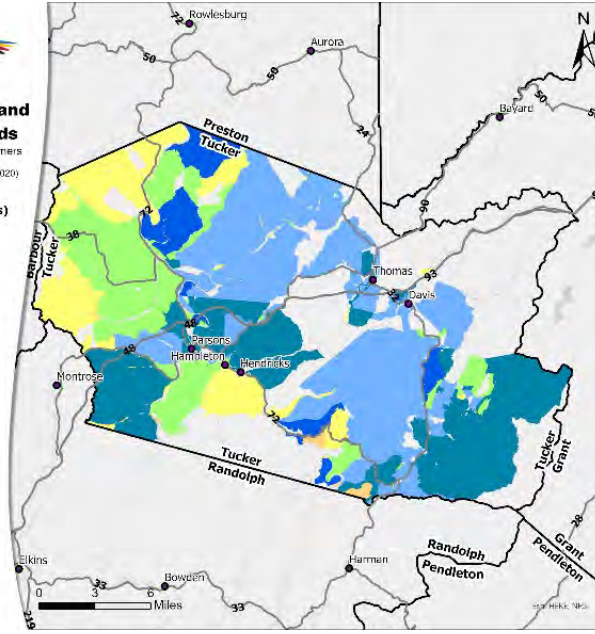 and
ds
mers
2020)
s)
N
Rowlesburg
Aurora
Bayard
72
50
50
50
24
90
Preston
Tucker
Barbour
Tucker
38
72
Thomas
93
32
Davis
48
Parsons
Hambleton
Hendricks
48
Montrose
72
Tucker
Randolph
Tucker
Grant
Randolph
Pendleton
Grant
Pendleton
28
Elkins
Bowden
Harman
33
33
219
0 3 6
Miles